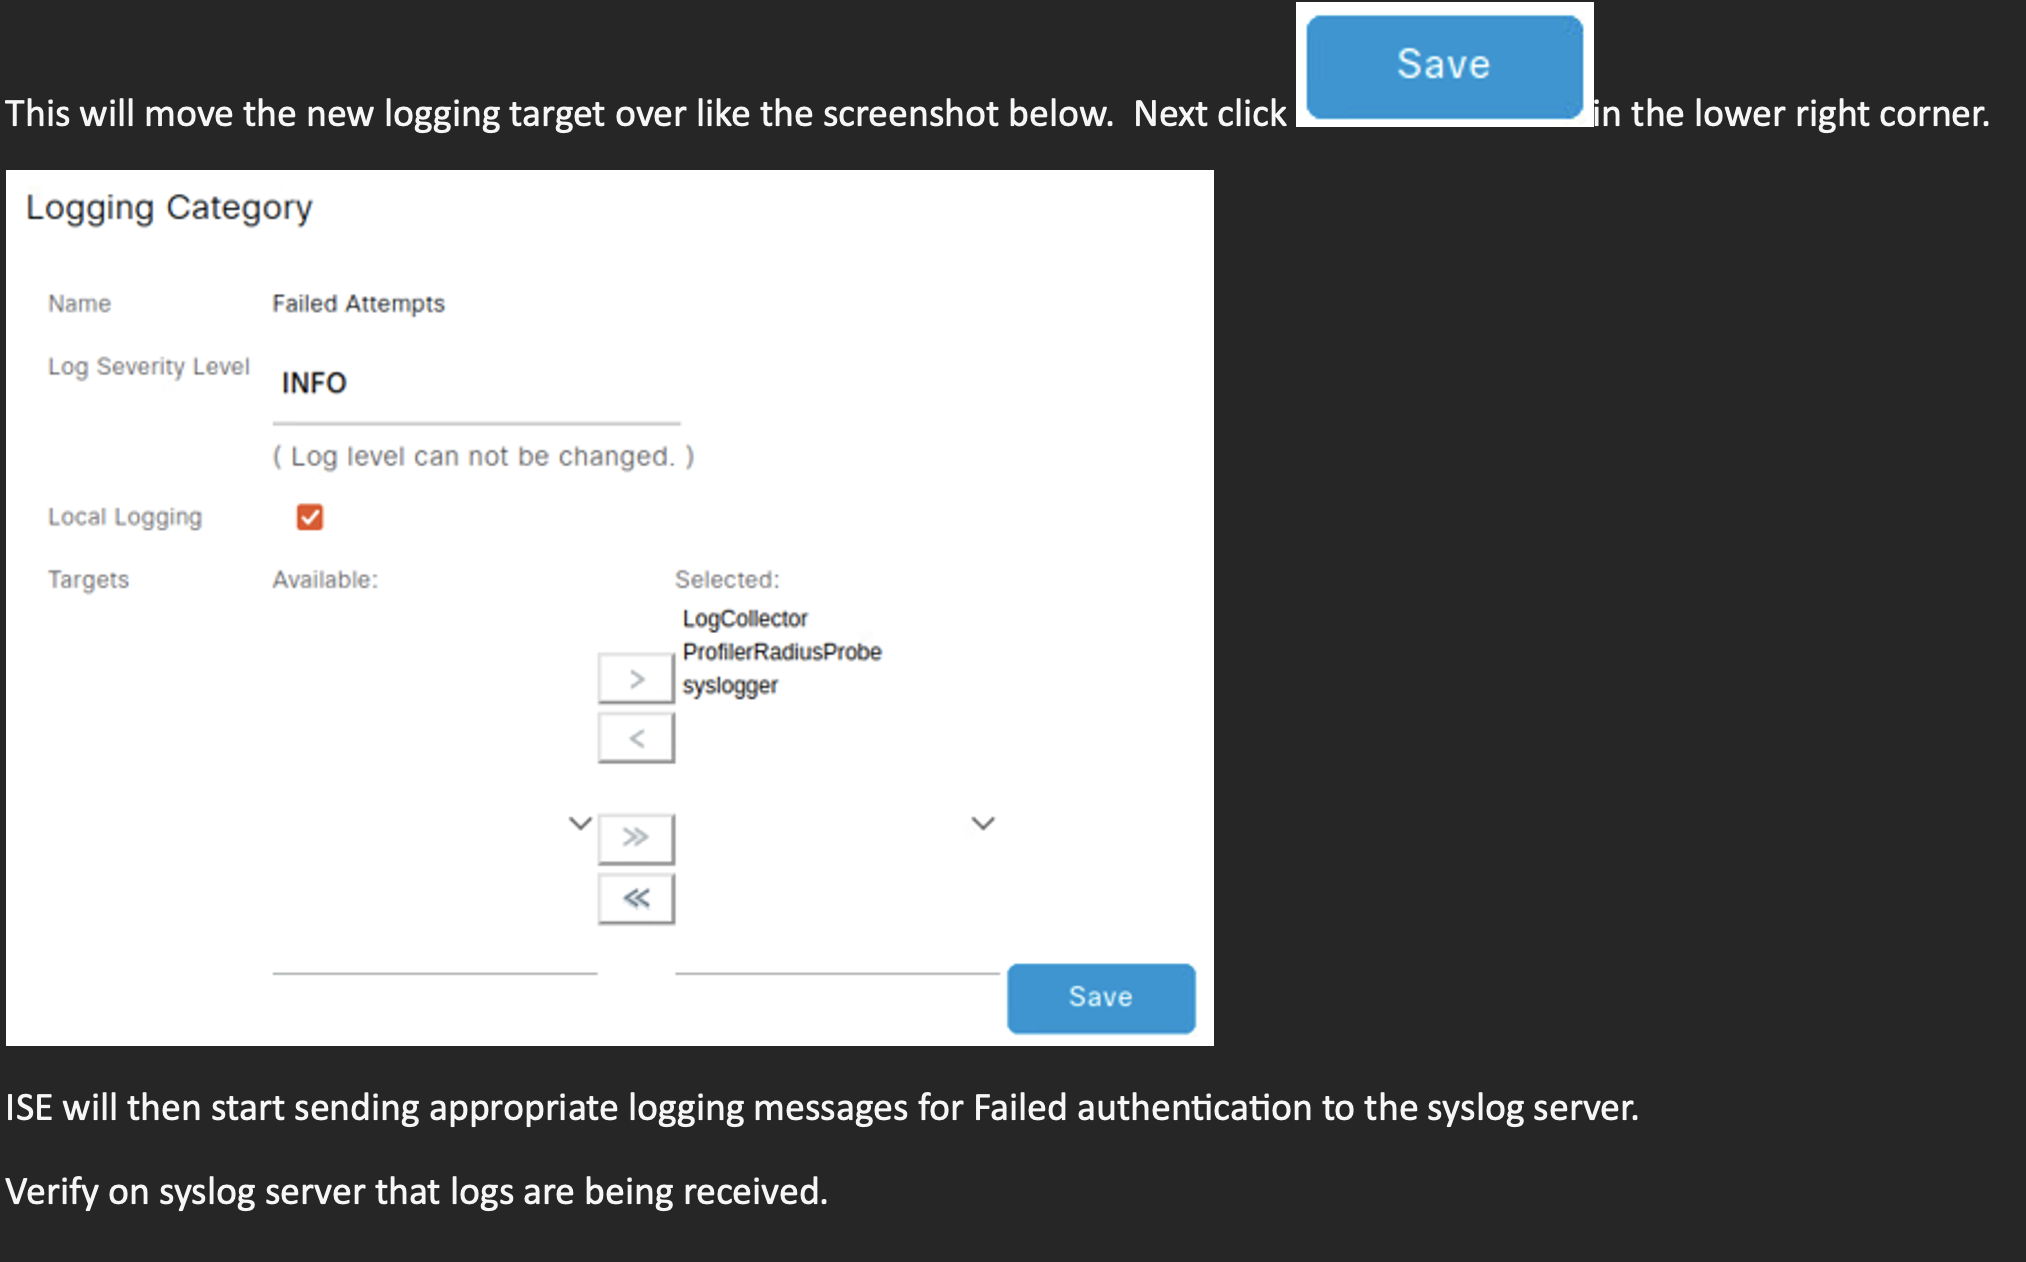 This will move the new logging target over like the screenshot below.  Next click Save in the lower right corner.
Logging Category
Name Failed Attempts
Log Severity Level INFO
( Log level can not be changed. )
Local Logging
Targets Available: Selected:
LogCollector
ProfilerRadiusProbe
> syslogger
<
>>
<<
Save
ISE will then start sending appropriate logging messages for Failed authentication to the syslog server.
Verify on syslog server that logs are being received.